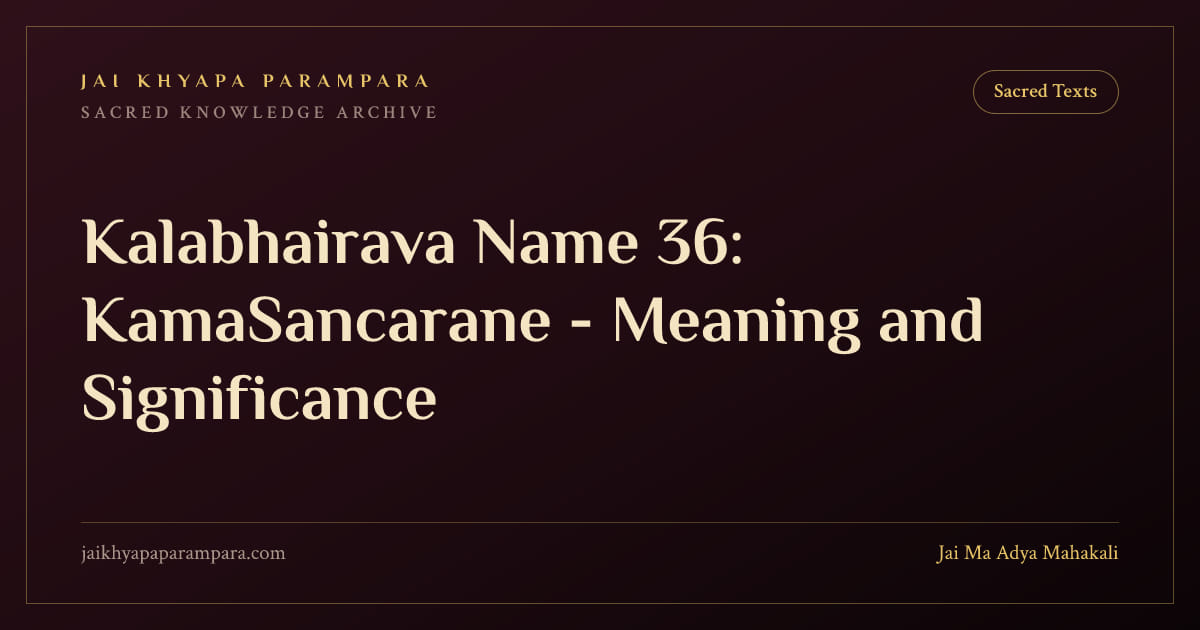 JAI KHYAPA PARAMPARA
SACRED KNOWLEDGE ARCHIVE
Sacred Texts
Kalabhairava Name 36:
KamaSancarane - Meaning and
Significance
jaikhyapaparampara.com
Jai Ma Adya Mahakali